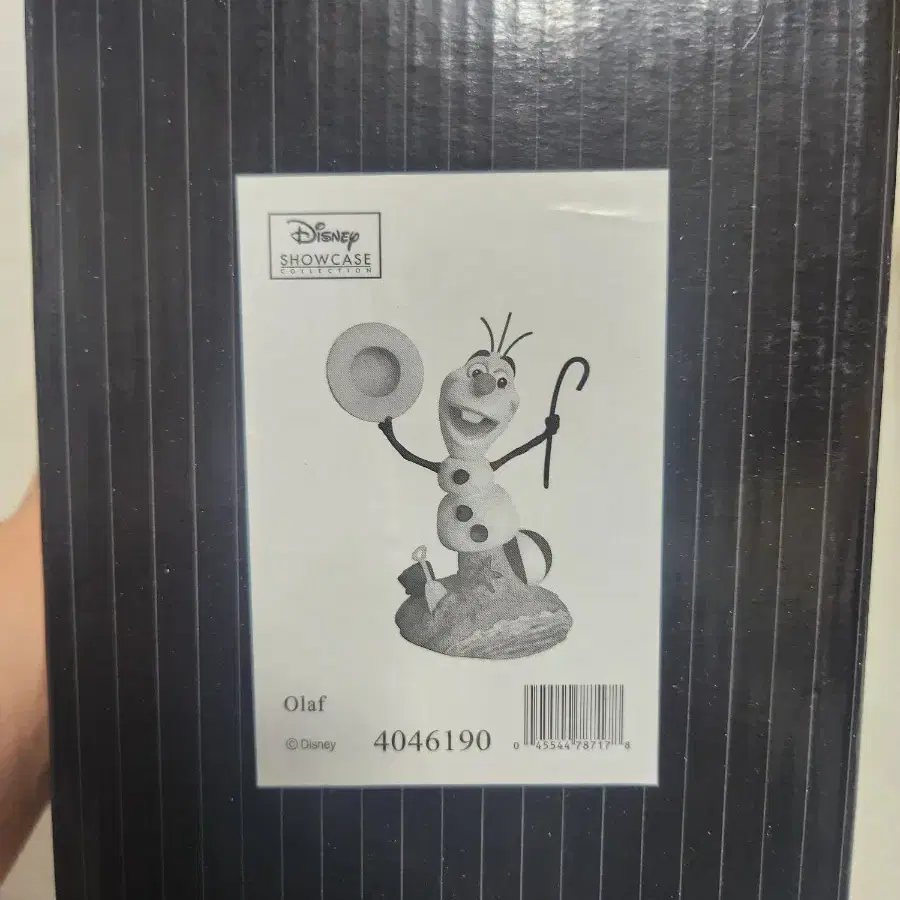 Disney
SHOWCASE
COLLECTION
Olaf
© Disney
4046190
0 45544 78717 8